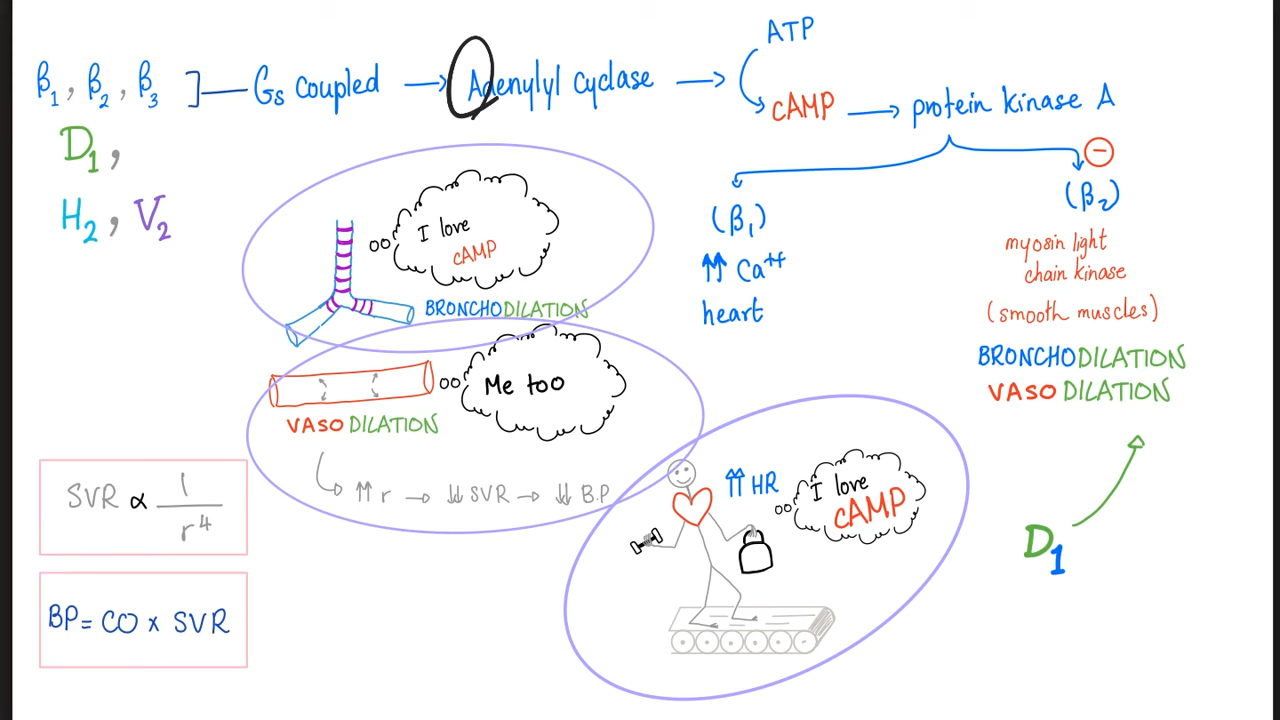 β1, β2, β3 ] — Gs coupled → Adenylyl cyclase →
ATP
cAMP → protein kinase A
D1,
H2, V2
I love
cAMP
BRONCHODILATION
Me too
VASODILATION
↑↑ r → ↓↓ SVR → ↓↓ B.P
(β1)
↑↑ Ca++
heart
⊖
(β2)
myosin light
chain kinase
(smooth muscles)
BRONCHODILATION
VASODILATION
SVR ∝ 1/r4
BP = CO × SVR
↑↑ HR
I love
cAMP
D1